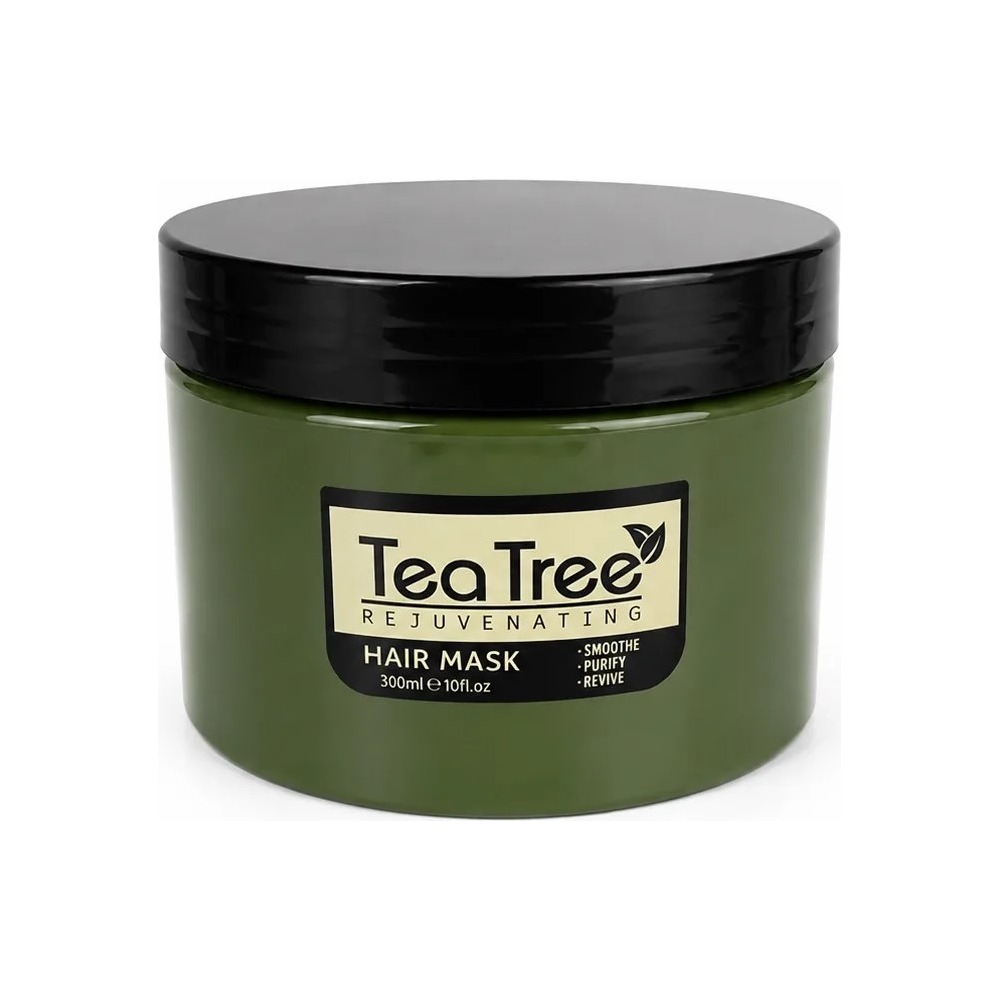 Tea Tree
REJUVENATING
HAIR MASK
300ml ℮ 10fl.oz
· SMOOTHE
· PURIFY
· REVIVE